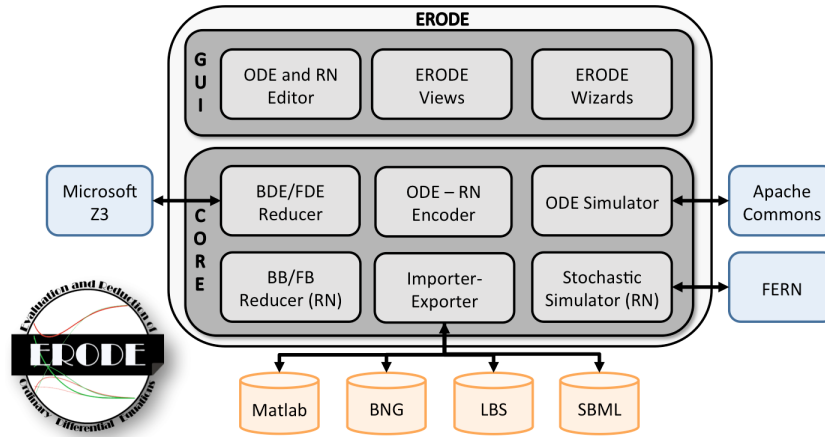 ERODE
GUI
ODE and RN
Editor
ERODE
Views
ERODE
Wizards
CORE
BDE/FDE
Reducer
ODE – RN
Encoder
ODE Simulator
BB/FB
Reducer (RN)
Importer-
Exporter
Stochastic
Simulator (RN)
Microsoft
Z3
Apache
Commons
FERN
Matlab
BNG
LBS
SBML
Evaluation and Reduction of
ERODE
Ordinary Differential Equations